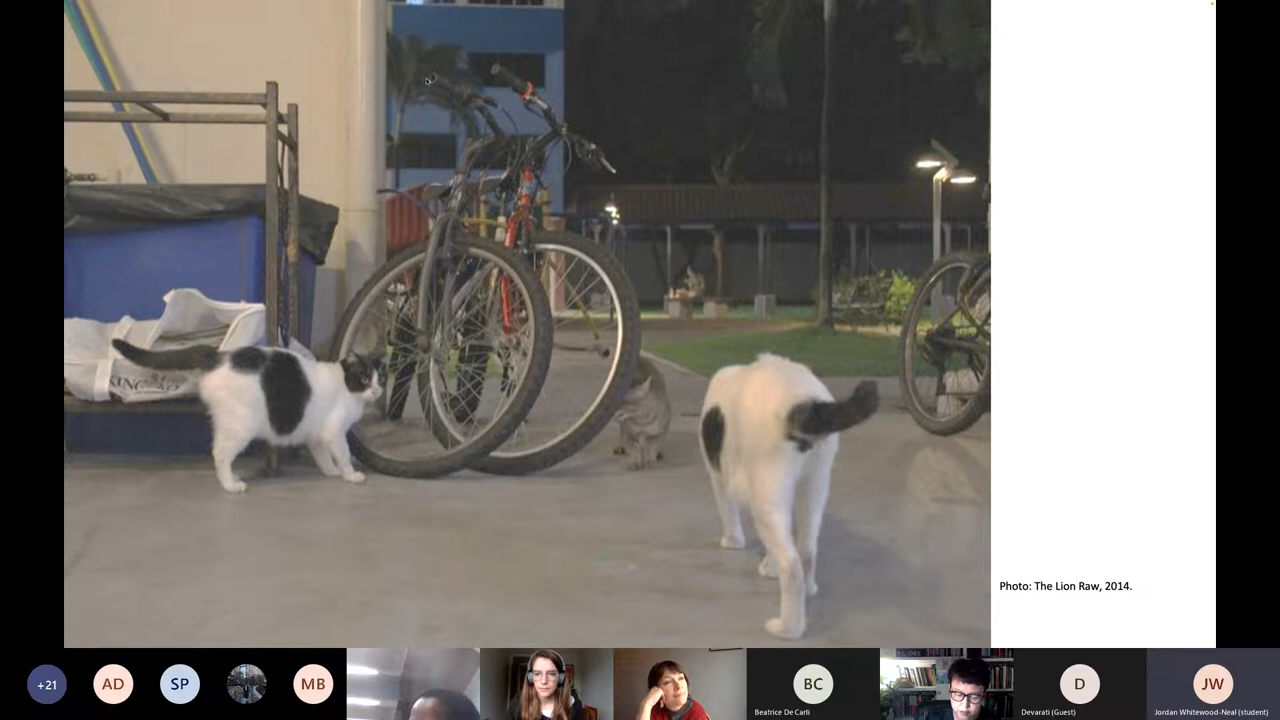 KING
Photo: The Lion Raw, 2014.
+21
AD
SP
MB
BC
Beatrice De Carli
D
Devarati (Guest)
JW
Jordan Whitewood-Neal (student)